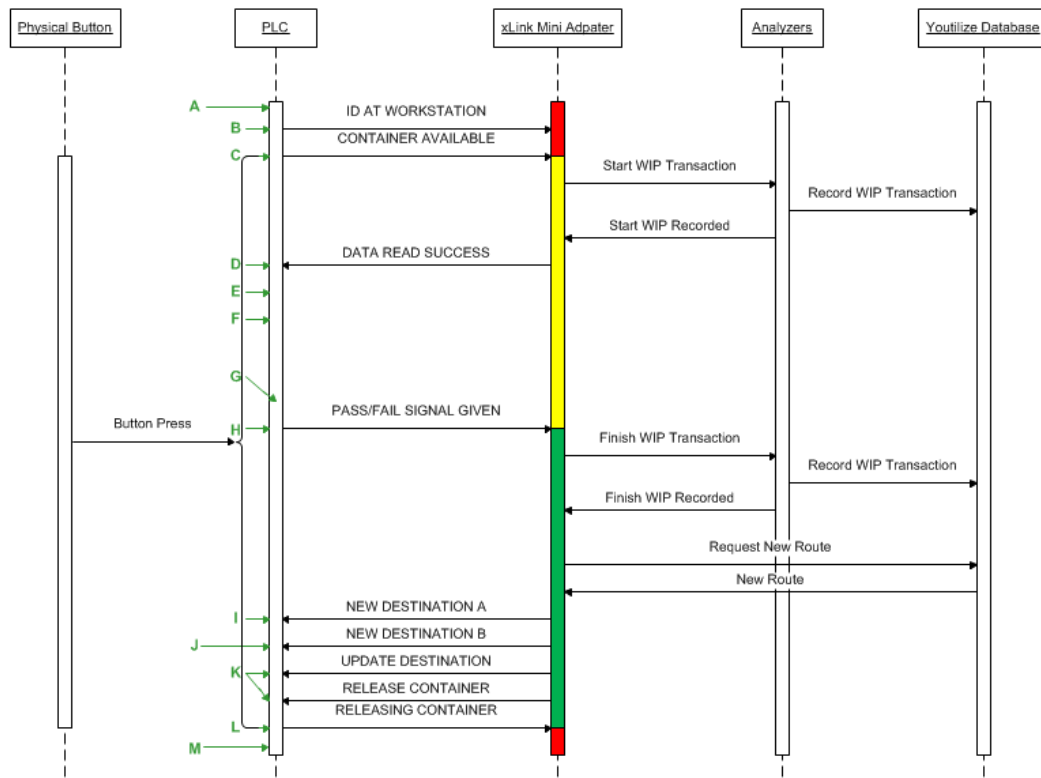 Physical Button
PLC
xLink Mini Adpater
Analyzers
Youtilize Database
A
ID AT WORKSTATION
B
CONTAINER AVAILABLE
C
Start WIP Transaction
Record WIP Transaction
Start WIP Recorded
DATA READ SUCCESS
D
E
F
G
PASS/FAIL SIGNAL GIVEN
Button Press
H
Finish WIP Transaction
Record WIP Transaction
Finish WIP Recorded
Request New Route
New Route
NEW DESTINATION A
I
NEW DESTINATION B
J
UPDATE DESTINATION
K
RELEASE CONTAINER
RELEASING CONTAINER
L
M